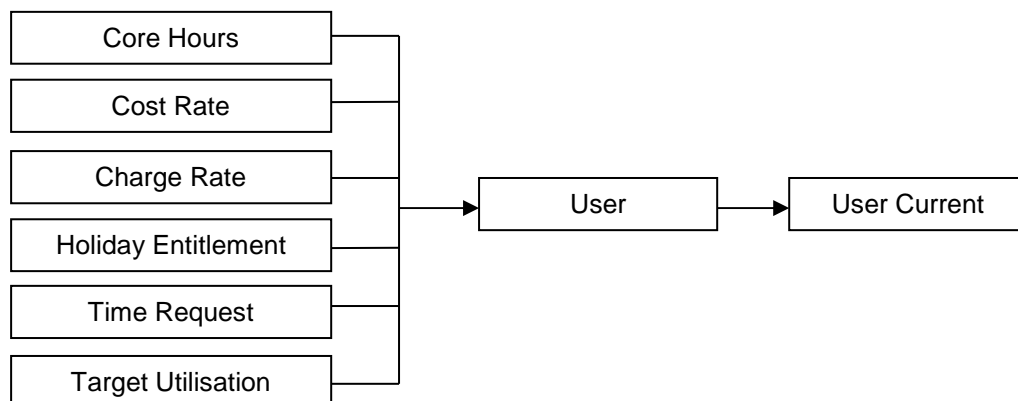 Core Hours
Cost Rate
Charge Rate
Holiday Entitlement
Time Request
Target Utilisation
User
User Current